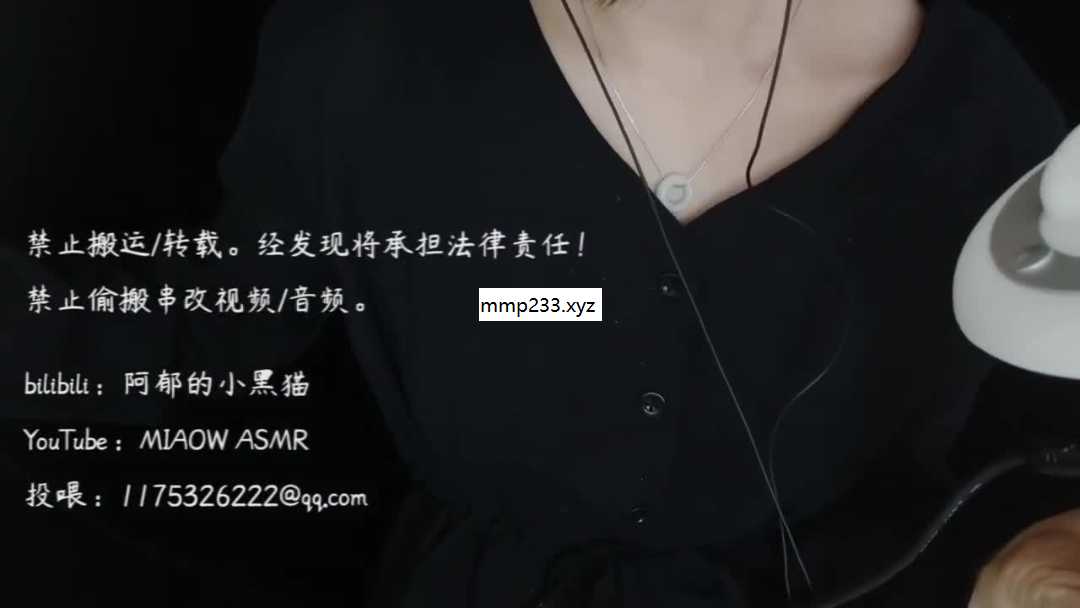 禁止搬运/转载。经发现将承担法律责任！
禁止偷搬串改视频/音频。
mmp233.xyz
bilibili：阿郁的小黑猫
YouTube：MIAOW ASMR
投喂：1175326222@qq.com